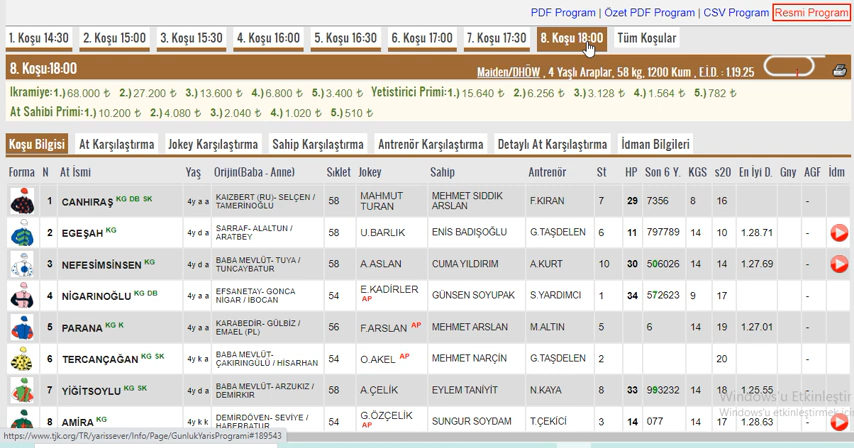 PDF Program | Özet PDF Program | CSV Program Resmi Program
1. Koşu 14:30 2. Koşu 15:00 3. Koşu 15:30 4. Koşu 16:00 5. Koşu 16:30 6. Koşu 17:00 7. Koşu 17:30 8. Koşu 18:00 Tüm Koşular
8. Koşu:18:00 Maiden/DHÖW , 4 Yaşlı Araplar, 58 kg, 1200 Kum , E.İ.D. : 1.19.25
Ikramiye:1.)68.000 ₺ 2.)27.200 ₺ 3.)13.600 ₺ 4.)6.800 ₺ 5.)3.400 ₺ Yetistirici Primi:1.)15.640 ₺ 2.)6.256 ₺ 3.)3.128 ₺ 4.)1.564 ₺ 5.)782 ₺
At Sahibi Primi:1.)10.200 ₺ 2.)4.080 ₺ 3.)2.040 ₺ 4.)1.020 ₺ 5.)510 ₺
Koşu Bilgisi At Karşılaştırma Jokey Karşılaştırma Sahip Karşılaştırma Antrenör Karşılaştırma Detaylı At Karşılaştırma İdman Bilgileri
Forma N At İsmi Yaş Orijin(Baba - Anne) Sıklet Jokey Sahip Antrenör St HP Son 6 Y. KGS s20 En İyi D. Gny AGF İdm
1 CANHIRAŞ KG DB SK 4y a a KAIZBERT (RU)- SELÇEN / TAMERİNOĞLU 58 MAHMUT TURAN MEHMET SIDDIK ARSLAN F.KIRAN 7 29 7356 8 16 -
2 EGEŞAH KG 4y d a SARRAF- ALALTUN / ARATBEY 58 U.BARLIK ENİS BADIŞOĞLU G.TAŞDELEN 6 11 797789 14 10 1.28.71 -
3 NEFESİMSİNSEN KG 4y d a BABA MEVLÜT- TUYA / TUNCAYBATUR 58 A.ASLAN CUMA YILDIRIM A.KURT 10 30 506026 14 14 1.27.69 -
4 NİGARINOĞLU KG DB 4y a a EFSANETAY- GONCA NİGAR / İBOCAN 54 E.KADİRLER AP GÜNSEN SOYUPAK S.YARDIMCI 1 34 572623 9 17 -
5 PARANA KG K 4y a a KARABEDİR- GÜLBİZ / EMAEL (PL) 56 F.ARSLAN AP MEHMET ARSLAN M.ALTIN 5 6 14 19 1.27.01 -
6 TERCANÇAĞAN KG SK 4y k a BABA MEVLÜT- ÇAKIRINGÜLÜ / HİSARHAN 54 O.AKEL AP MEHMET NARÇİN G.TAŞDELEN 2 20 -
7 YİĞİTSOYLU KG SK 4y d a BABA MEVLÜT- ARZUKIZ / DEMİRKIR 58 A.ÇELİK EYLEM TANİYİT N.KAYA 8 33 993232 14 18 1.25.55
8 AMİRA KG 4y k k DEMİRDÖVEN- SEVİYE / HABERBATUR 54 G.ÖZÇELİK AP SUNGUR SOYDAM T.ÇEKİCİ 3 14 077 14 17 1.28.63 -
Windows'u Etkinleştir
Windows'u etkinleştirmek için
https://www.tjk.org/TR/yarissever/Info/Page/GunlukYarisProgrami#189543